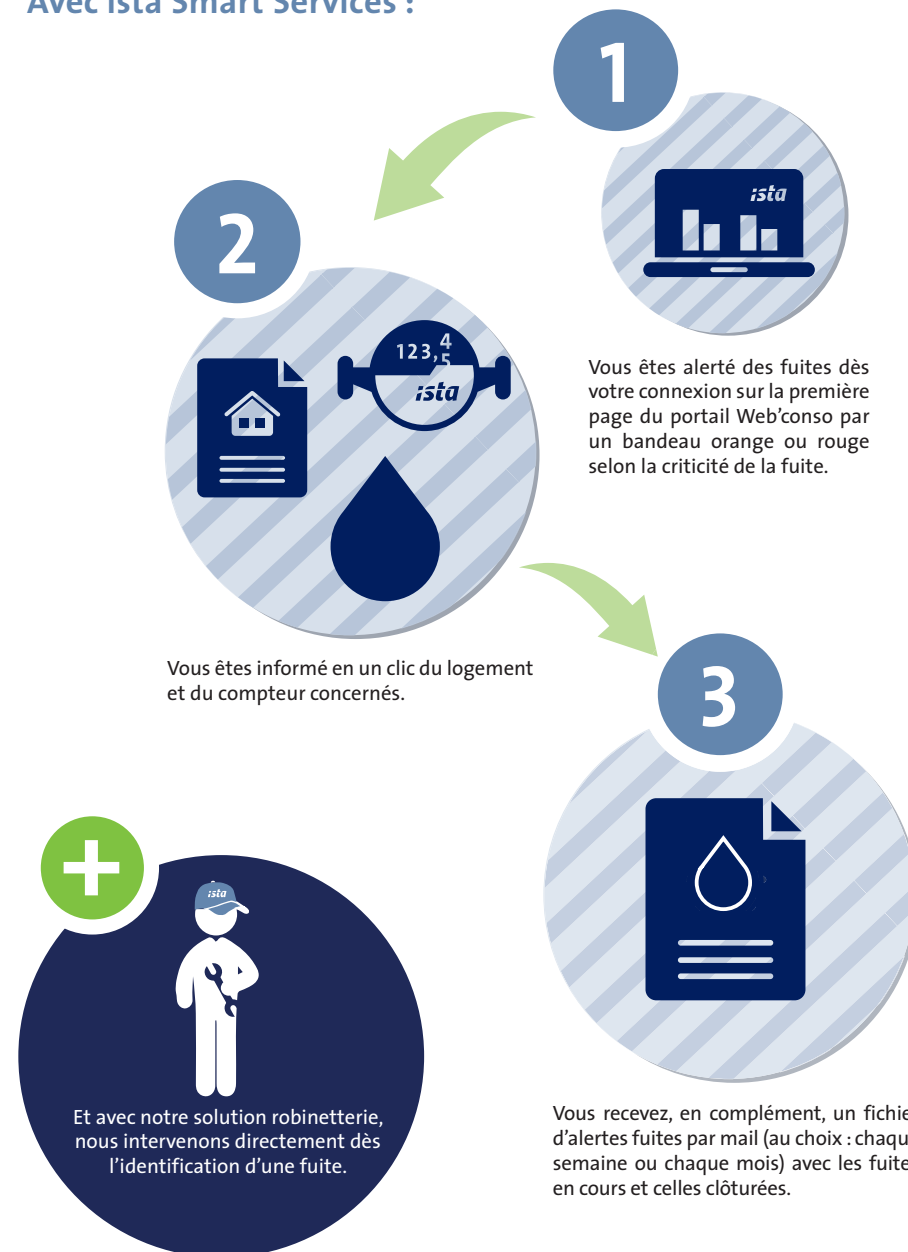 Avec ista Smart Services :
1
ista
Vous êtes alerté des fuites dès
votre connexion sur la première
page du portail Web’conso par
un bandeau orange ou rouge
selon la criticité de la fuite.
2
123,4
5
ista
Vous êtes informé en un clic du logement
et du compteur concernés.
3
Vous recevez, en complément, un fichie
d’alertes fuites par mail (au choix : chaqu
semaine ou chaque mois) avec les fuite
en cours et celles clôturées.
+
ista
Et avec notre solution robinetterie,
nous intervenons directement dès
l’identification d’une fuite.